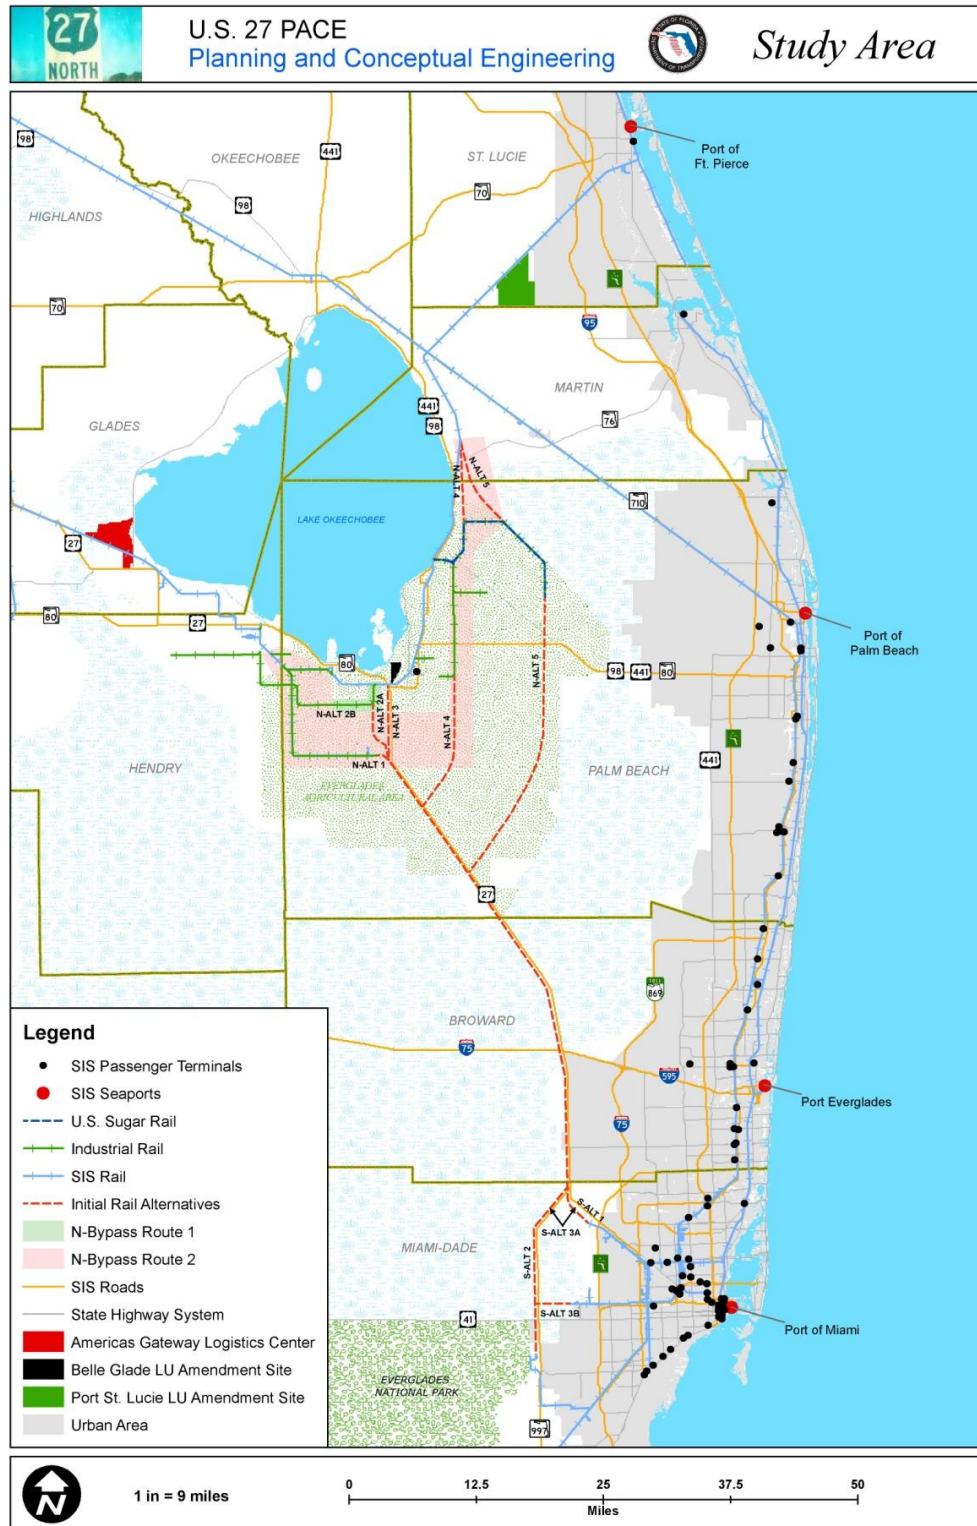 27
NORTH
U.S. 27 PACE
Planning and Conceptual Engineering
Study Area
Port of
Ft. Pierce
98
OKEECHOBEE
441
ST. LUCIE
70
98
HIGHLANDS
70
95
MARTIN
441
98
76
GLADES
N-ALT 4
N-ALT 5
710
LAKE OKEECHOBEE
27
80
27
Port of
Palm Beach
80
98
441
80
N-ALT 5
N-ALT 2A
N-ALT 3
N-ALT 2B
N-ALT 4
N-ALT 1
441
HENDRY
PALM BEACH
EVERGLADES
AGRICULTURAL AREA
27
TOLL
869
BROWARD
75
595
Port Everglades
75
S-ALT 1
S-ALT 3A
S-ALT 2
MIAMI-DADE
S-ALT 3B
41
Port of Miami
EVERGLADES
NATIONAL PARK
997
Legend
SIS Passenger Terminals
SIS Seaports
U.S. Sugar Rail
Industrial Rail
SIS Rail
Initial Rail Alternatives
N-Bypass Route 1
N-Bypass Route 2
SIS Roads
State Highway System
Americas Gateway Logistics Center
Belle Glade LU Amendment Site
Port St. Lucie LU Amendment Site
Urban Area
N
1 in = 9 miles
0 12.5 25 37.5 50
Miles